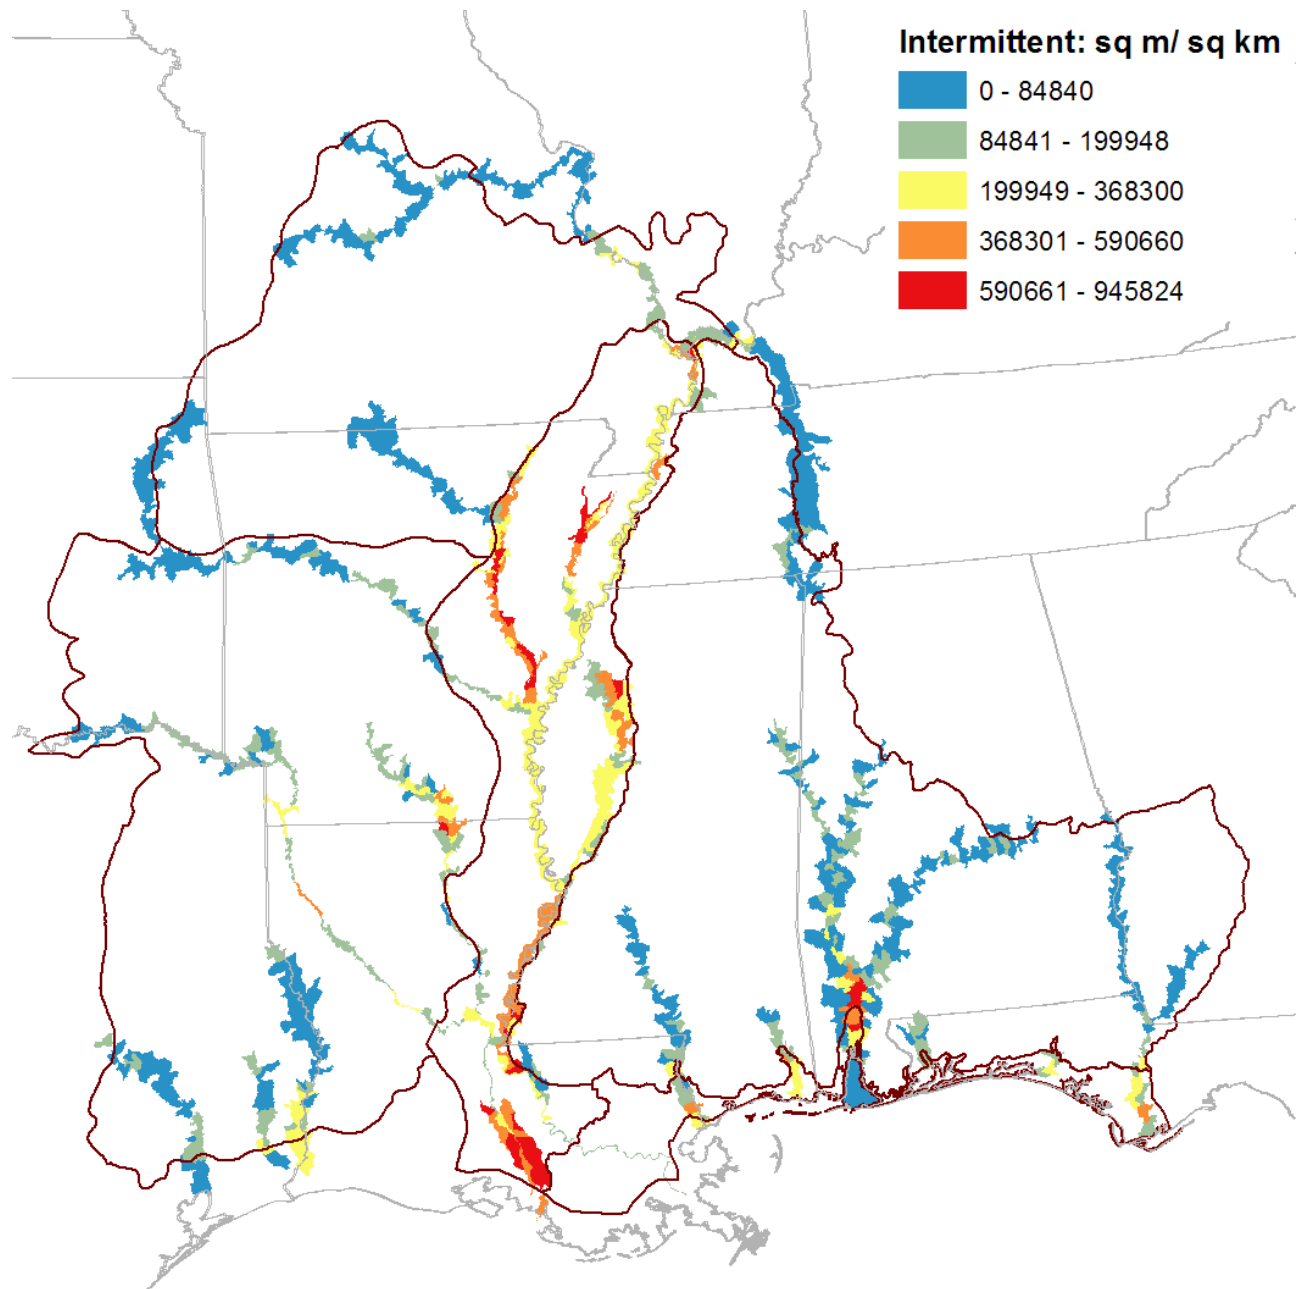 Intermittent: sq m/ sq km
0 - 84840
84841 - 199948
199949 - 368300
368301 - 590660
590661 - 945824